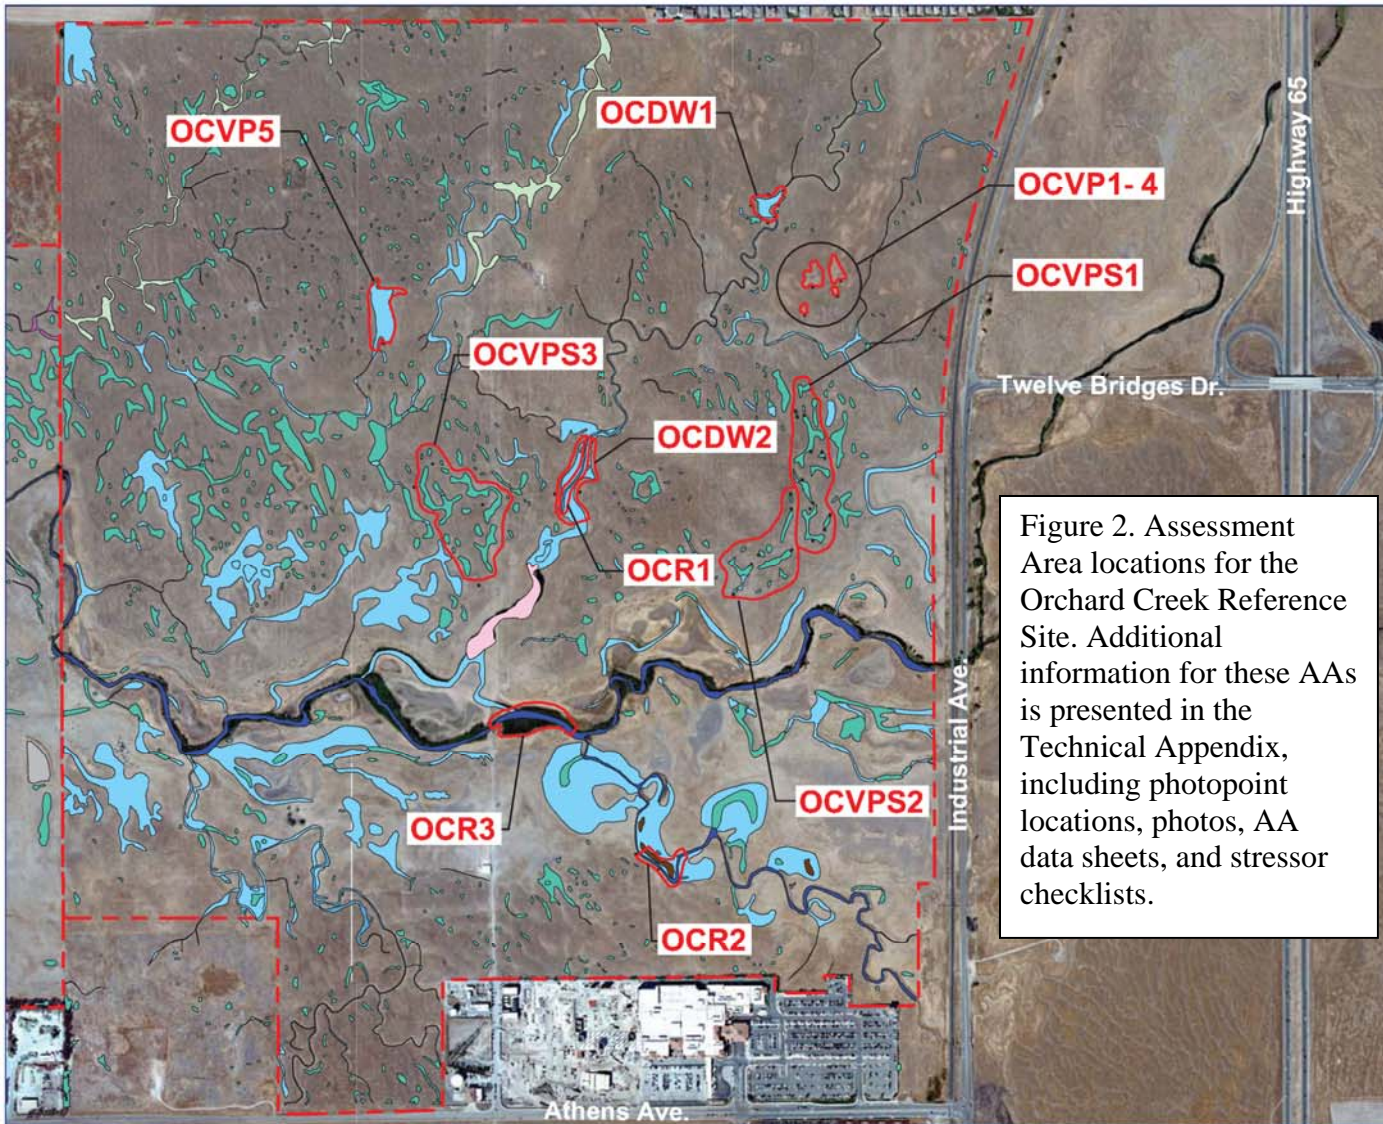 OCDW1
OCVP5
Highway 65
OCVP1- 4
OCVPS1
OCVPS3
Twelve Bridges Dr.
OCDW2
Figure 2. Assessment
Area locations for the
Orchard Creek Reference
Site. Additional
information for these AAs
is presented in the
Technical Appendix,
including photopoint
locations, photos, AA
data sheets, and stressor
checklists.
OCR1
Industrial Ave.
OCVPS2
OCR3
OCR2
Athens Ave.